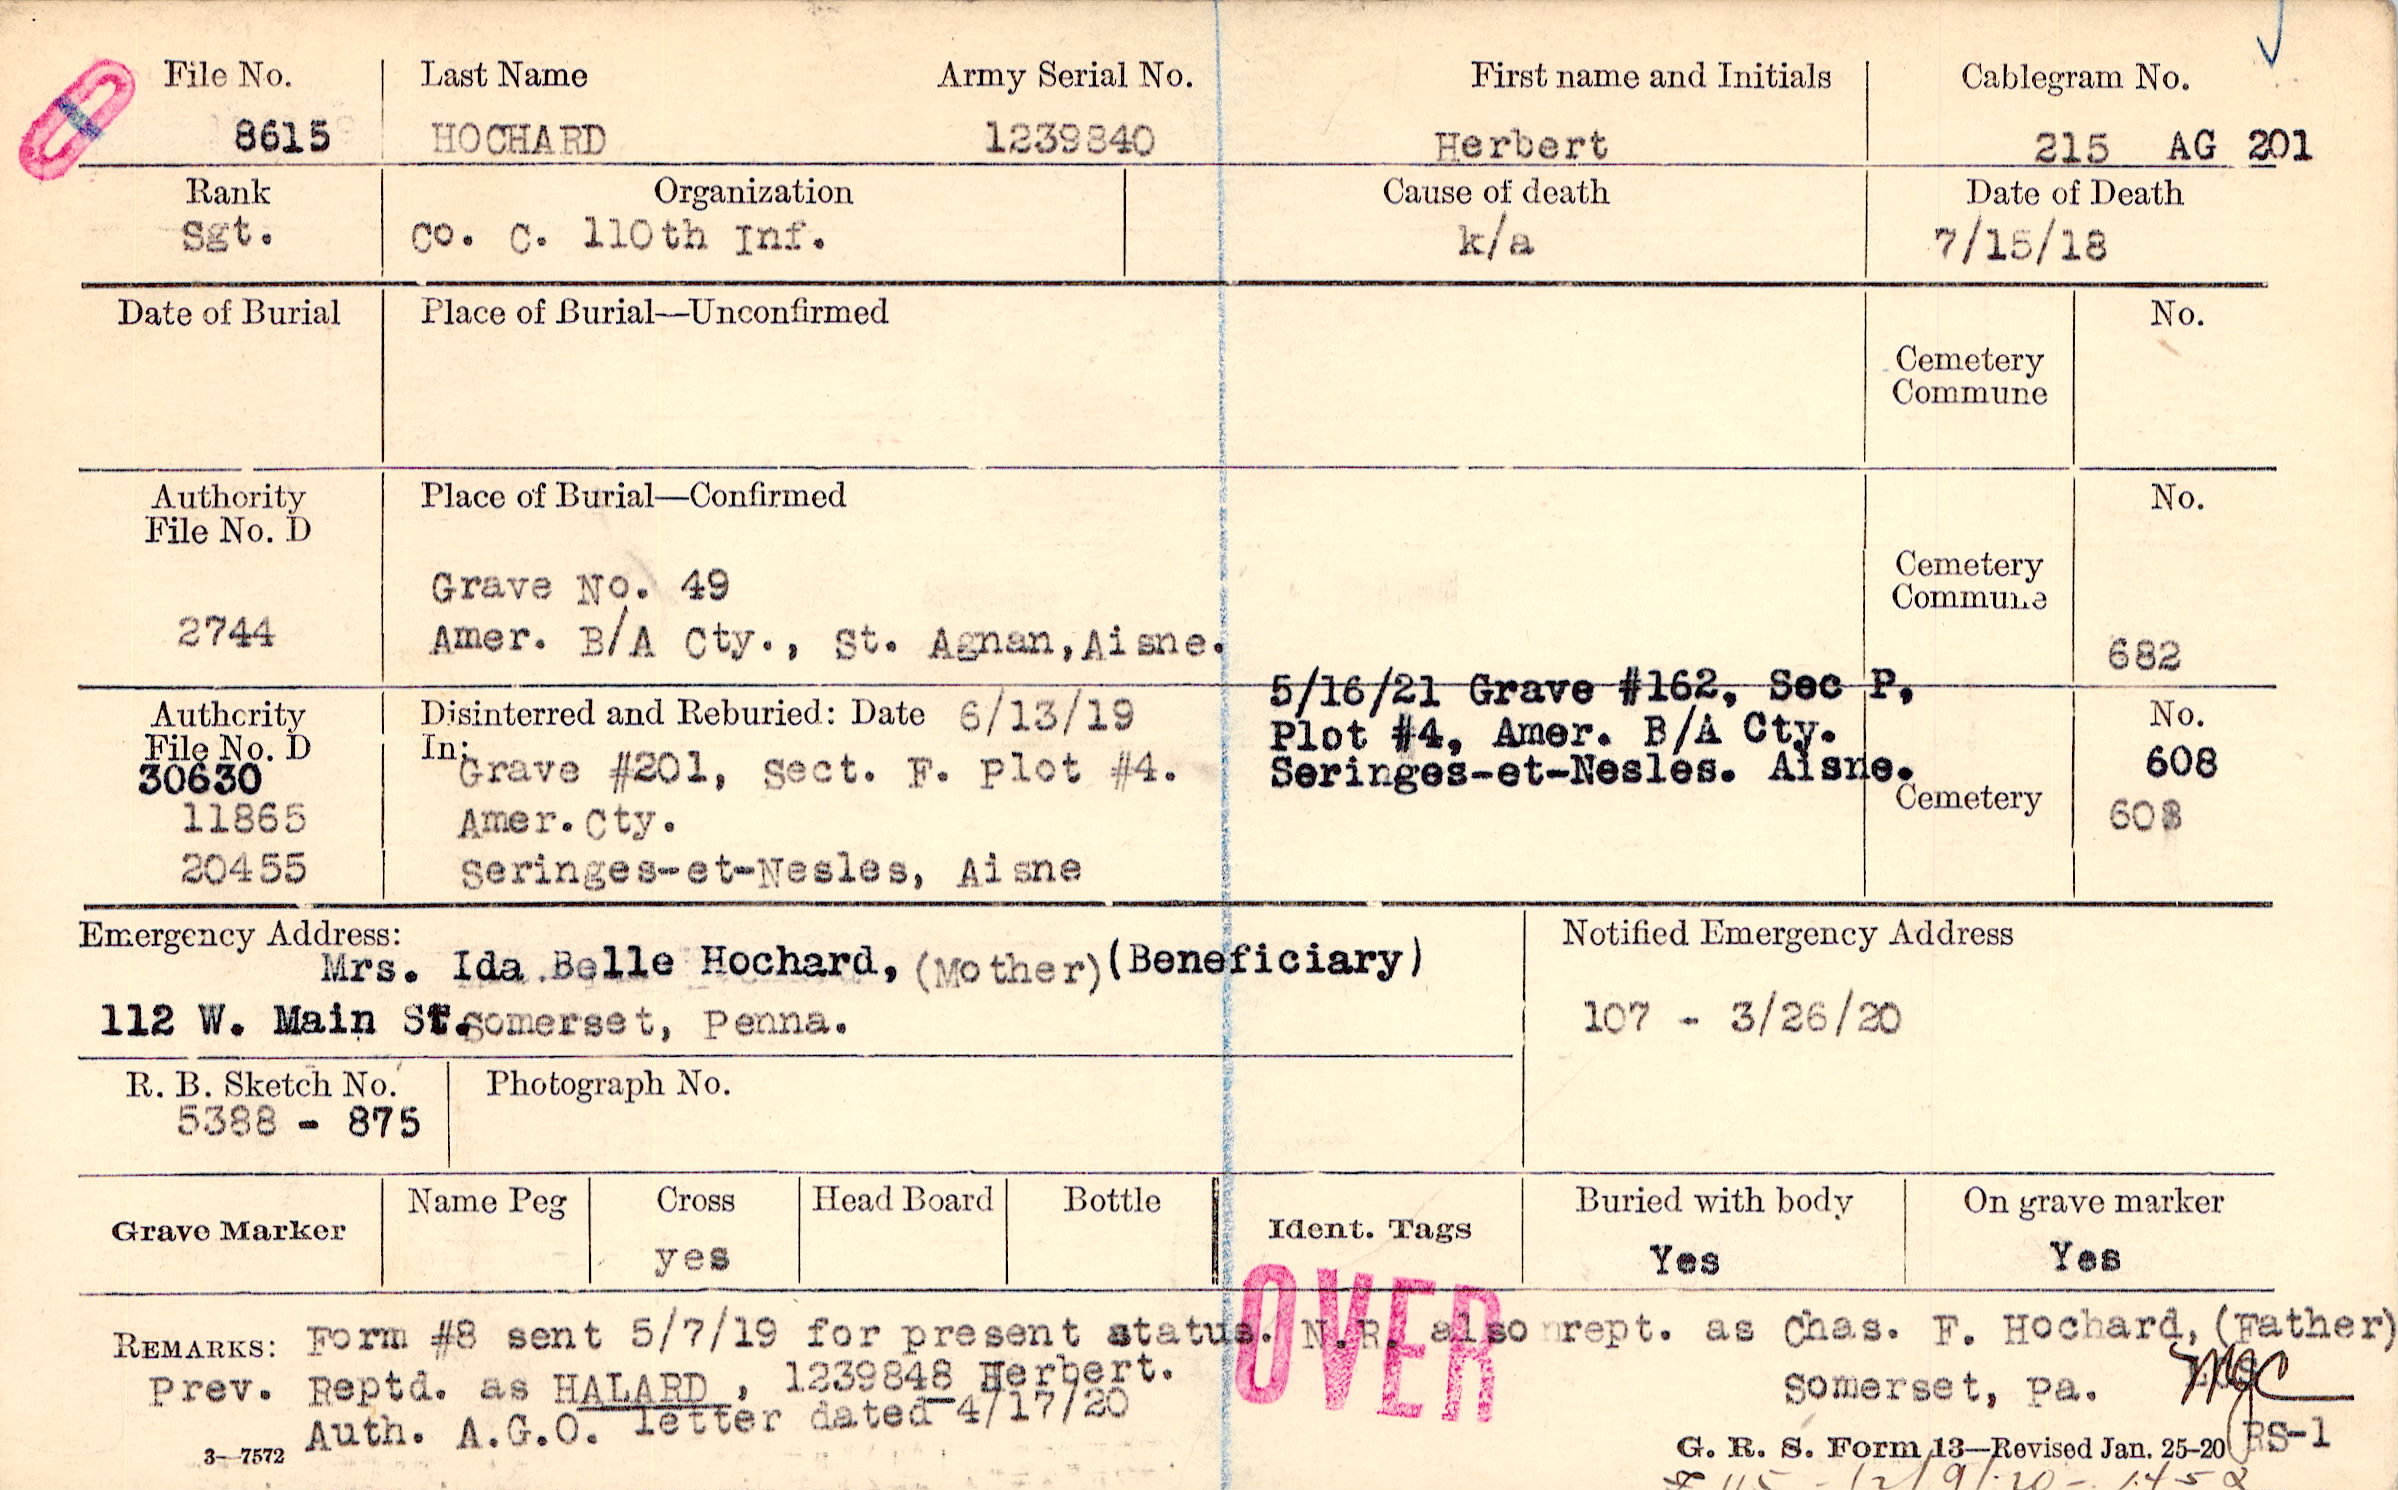 File No. Last Name Army Serial No. First name and Initials Cablegram No.
8615 HOCHARD 1239840 Herbert 215 AG 201
Rank Organization Cause of death Date of Death
Sgt. Co. C. 110th Inf. k/a 7/15/18
Date of Burial Place of Burial—Unconfirmed No.
Cemetery
Commune
Authority Place of Burial—Confirmed No.
File No. D
Cemetery
Commune
Grave No. 49
2744 Amer. B/A Cty., St. Agnan, Aisne. 682
5/16/21 Grave #162, Sec P,
Plot #4, Amer. B/A Cty.
Seringes-et-Nesles. Aisne.
Authority Disinterred and Reburied: Date 6/13/19 No.
File No. D In:
30630 Grave #201, Sect. F. Plot #4. 608
Cemetery
11865 Amer. Cty. 608
20455 Seringes-et-Nesles, Aisne
Emergency Address: Notified Emergency Address
Mrs. Ida Belle Hochard, (Mother) (Beneficiary)
112 W. Main St. Somerset, Penna. 107 - 3/26/20
R. B. Sketch No. Photograph No.
5388 - 875
Grave Marker Name Peg Cross Head Board Bottle Ident. Tags Buried with body On grave marker
yes Yes Yes
OVER
REMARKS: Form #8 sent 5/7/19 for present status. N.R. also rept. as Chas. F. Hochard, (Father)
Prev. Reptd. as HALARD, 1239848 Herbert. Somerset, Pa.
Auth. A.G.O. letter dated 4/17/20
3—7572 G. R. S. Form 13—Revised Jan. 25-20 RS-1